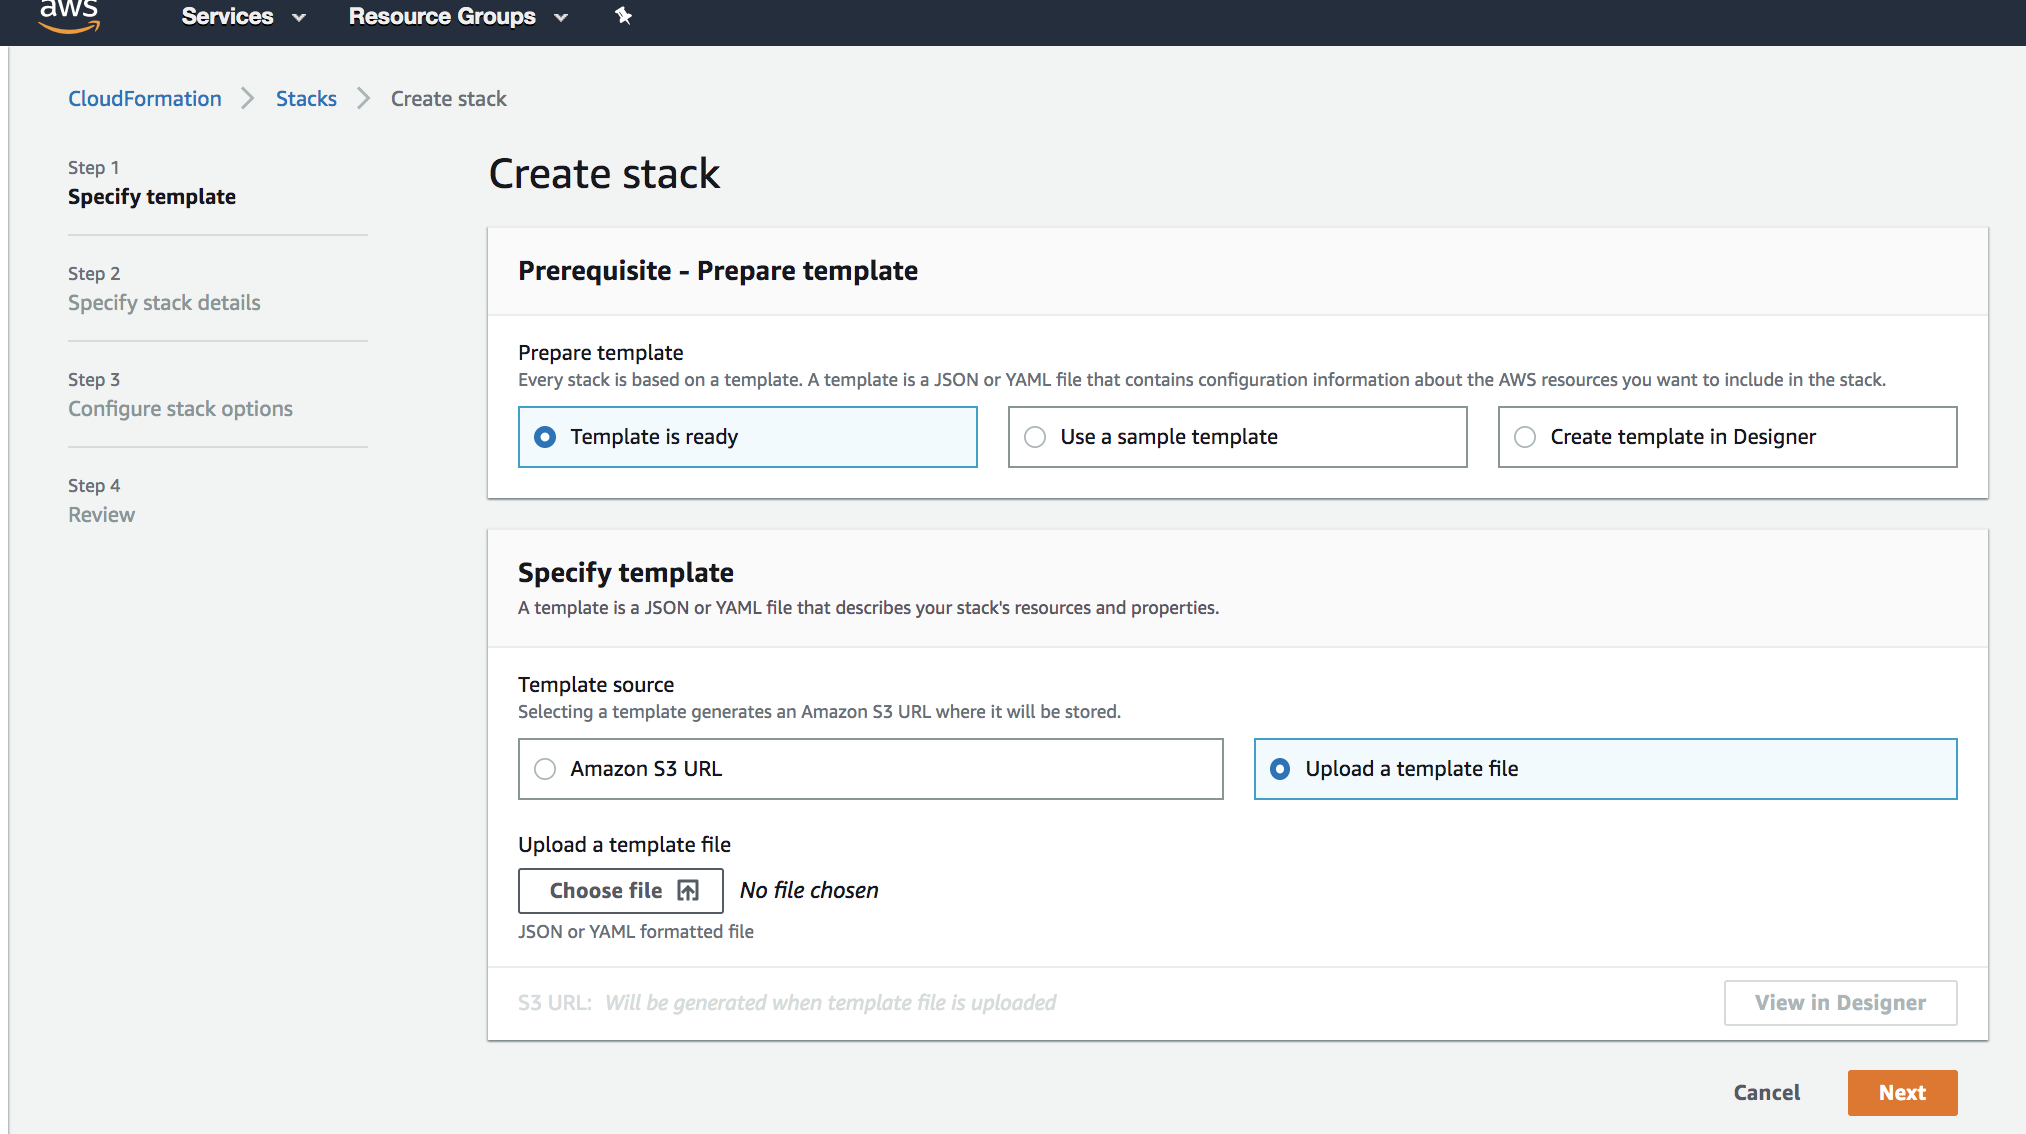 aws Services Resource Groups
CloudFormation Stacks Create stack
Step 1
Specify template
Step 2
Specify stack details
Step 3
Configure stack options
Step 4
Review
Create stack
Prerequisite - Prepare template
Prepare template
Every stack is based on a template. A template is a JSON or YAML file that contains configuration information about the AWS resources you want to include in the stack.
Template is ready Use a sample template Create template in Designer
Specify template
A template is a JSON or YAML file that describes your stack's resources and properties.
Template source
Selecting a template generates an Amazon S3 URL where it will be stored.
Amazon S3 URL Upload a template file
Upload a template file
Choose file No file chosen
JSON or YAML formatted file
S3 URL: Will be generated when template file is uploaded View in Designer
Cancel Next